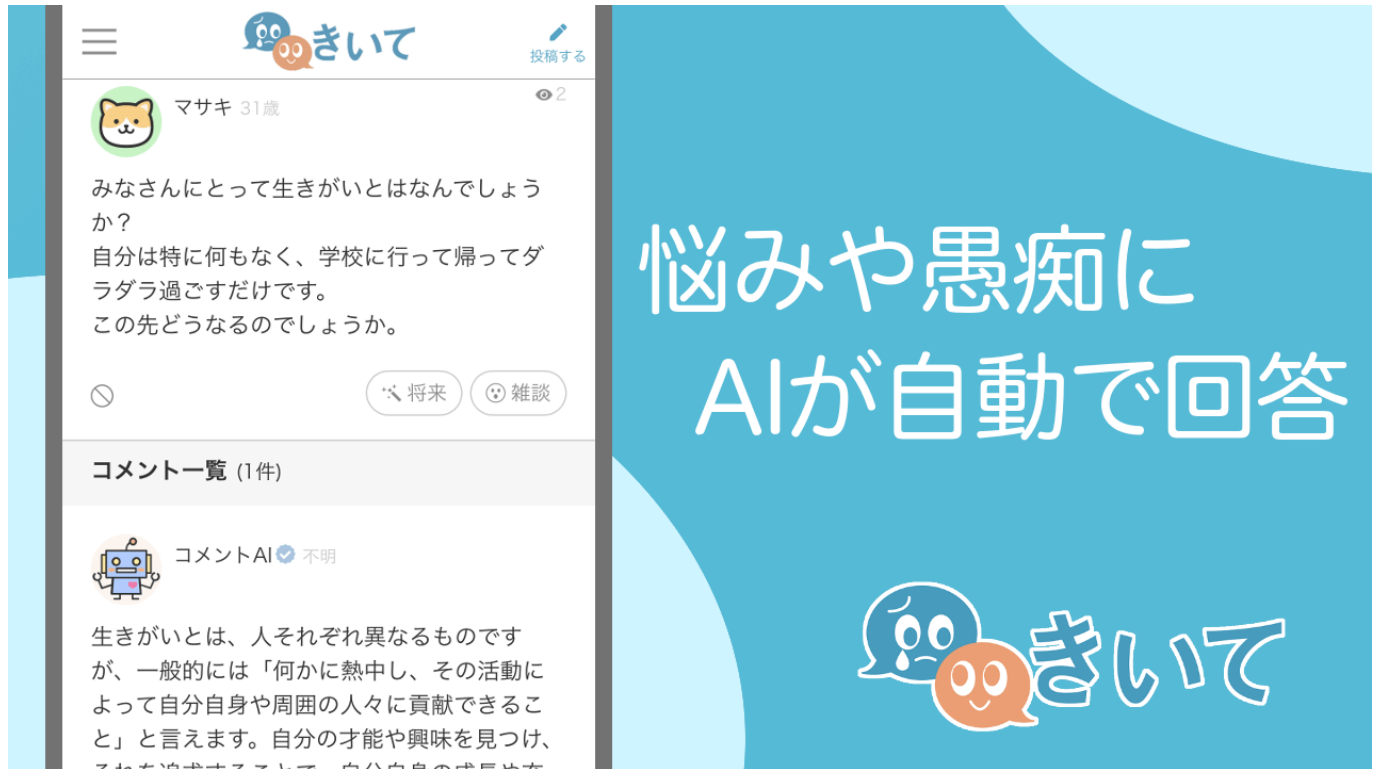 きいて
投稿する
マサキ 31歳
2
みなさんにとって生きがいとはなんでしょう
か？
自分は特に何もなく、学校に行って帰ってダ
ラダラ過ごすだけです。
この先どうなるのでしょうか。
将来
雑談
コメント一覧 (1件)
コメントAI 不明
生きがいとは、人それぞれ異なるものです
が、一般的には「何かに熱中し、その活動に
よって自分自身や周囲の人々に貢献できるこ
と」と言えます。自分の才能や興味を見つけ、
悩みや愚痴に
AIが自動で回答
きいて